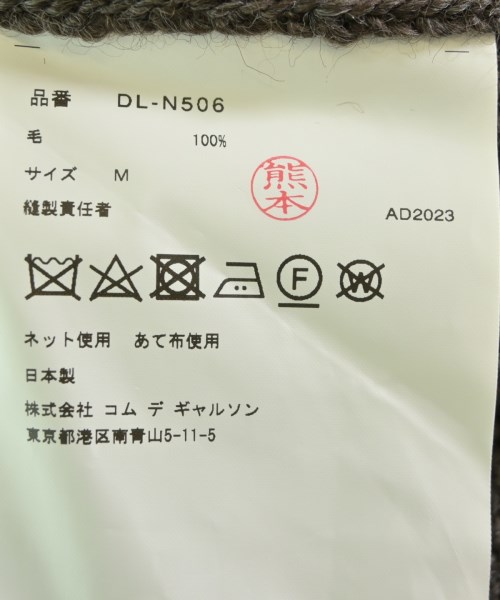 品番 DL-N506
毛 100%
サイズ M
熊本
縫製責任者 AD2023
F W
ネット使用 あて布使用
日本製
株式会社 コム デ ギャルソン
東京都港区南青山5-11-5